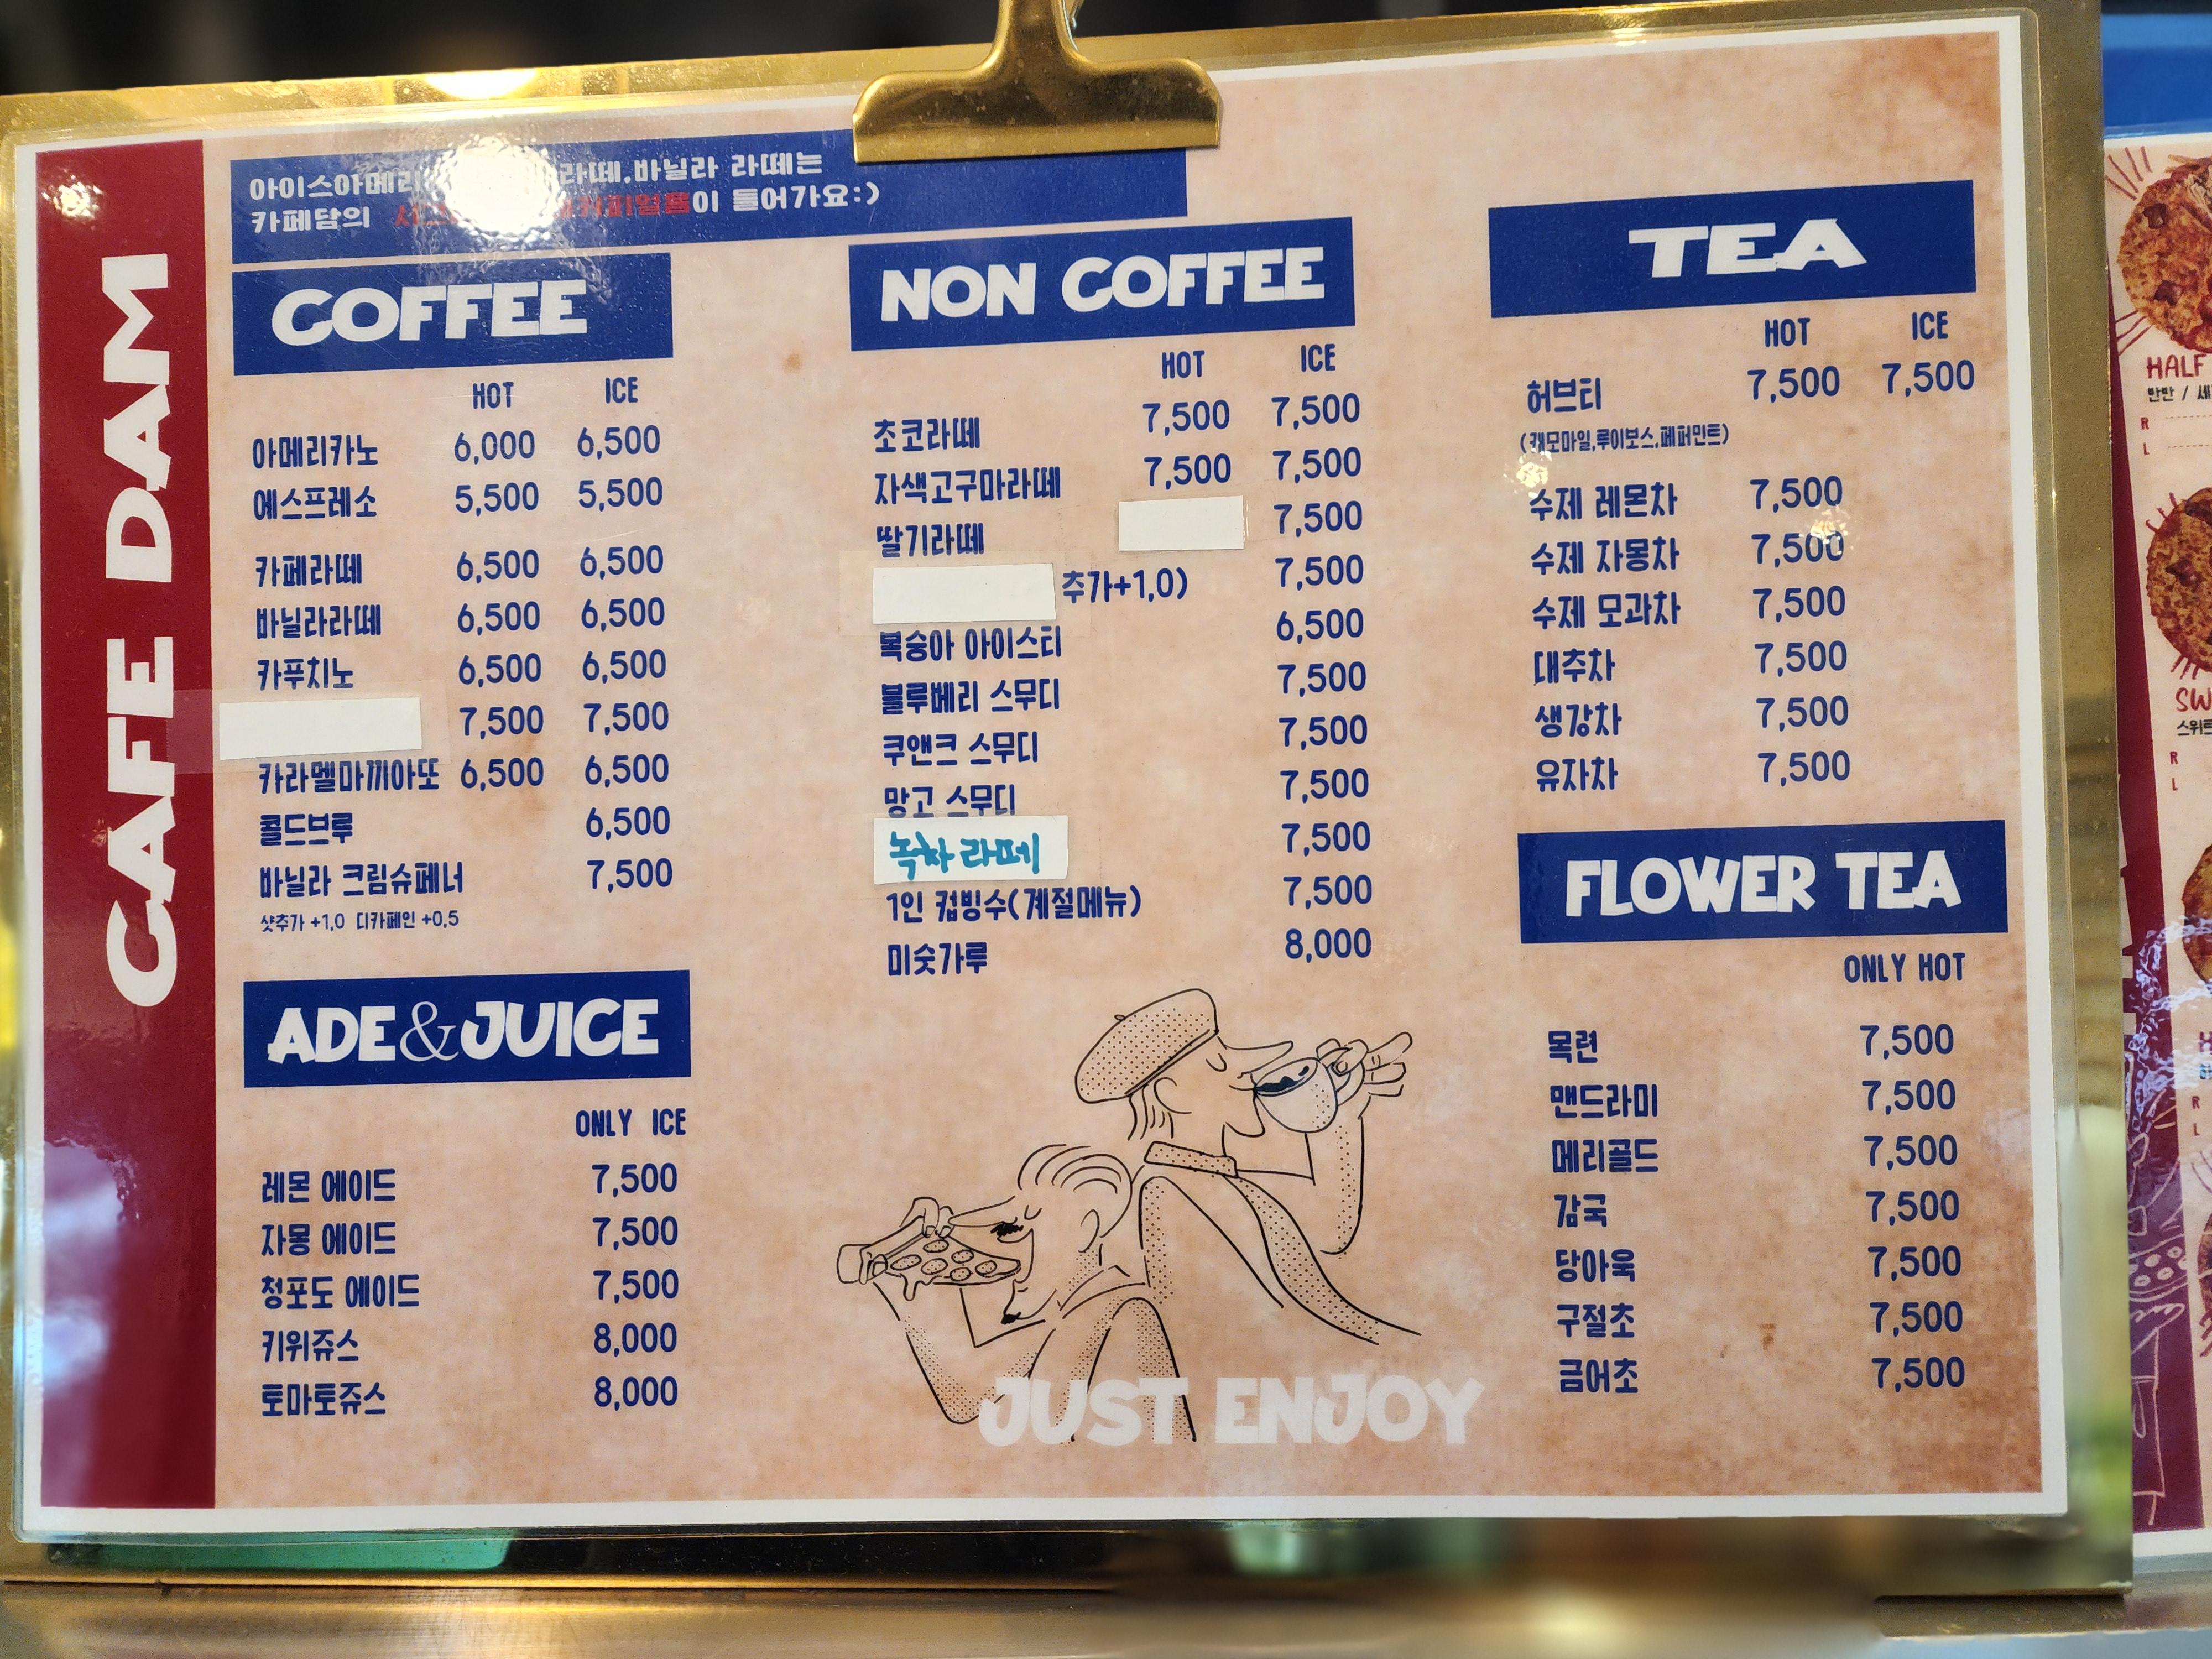 CAFE DAM
아이스아메리 라떼.바닐라 라떼는
카페담의 이 들어가요:)
COFFEE
HOT ICE
아메리카노 6,000 6,500
에스프레소 5,500 5,500
카페라떼 6,500 6,500
바닐라라떼 6,500 6,500
카푸치노 6,500 6,500
7,500 7,500
카라멜마끼아또 6,500 6,500
콜드브루 6,500
바닐라 크림슈페너 7,500
샷추가 +1,0 디카페인 +0,5
ADE&JUICE
ONLY ICE
레몬 에이드 7,500
자몽 에이드 7,500
청포도 에이드 7,500
키위쥬스 8,000
토마토쥬스 8,000
NON COFFEE
HOT ICE
초코라떼 7,500 7,500
자색고구마라떼 7,500 7,500
딸기라떼 7,500
추가+1,0) 7,500
복숭아 아이스티 6,500
블루베리 스무디 7,500
쿠앤크 스무디 7,500
망고 스무디 7,500
녹차 라떼 7,500
1인 컵빙수(계절메뉴) 7,500
미숫가루 8,000
JUST ENJOY
TEA
HOT ICE
허브티 7,500 7,500
(캐모마일,루이보스,페퍼민트)
수제 레몬차 7,500
수제 자몽차 7,500
수제 모과차 7,500
대추차 7,500
생강차 7,500
유자차 7,500
FLOWER TEA
ONLY HOT
목련 7,500
맨드라미 7,500
메리골드 7,500
감국 7,500
당아욱 7,500
구절초 7,500
금어초 7,500
HALF
반반 / 세
R
L
SW
스위트
R
L
R
L